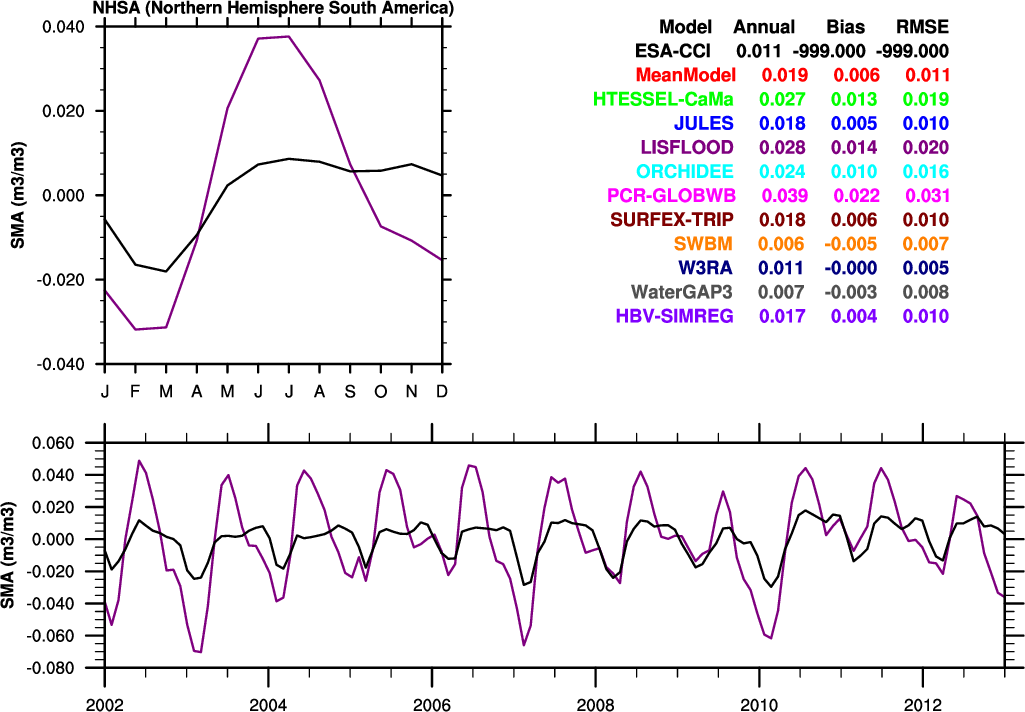 NHSA (Northern Hemisphere South America)
0.040
0.020
0.000
-0.020
-0.040
SMA (m3/m3)
J F M A M J J A S O N D
Model Annual Bias RMSE
ESA-CCI 0.011 -999.000 -999.000
MeanModel 0.019 0.006 0.011
HTESSEL-CaMa 0.027 0.013 0.019
JULES 0.018 0.005 0.010
LISFLOOD 0.028 0.014 0.020
ORCHIDEE 0.024 0.010 0.016
PCR-GLOBWB 0.039 0.022 0.031
SURFEX-TRIP 0.018 0.006 0.010
SWBM 0.006 -0.005 0.007
W3RA 0.011 -0.000 0.005
WaterGAP3 0.007 -0.003 0.008
HBV-SIMREG 0.017 0.004 0.010
0.060
0.040
0.020
0.000
-0.020
-0.040
-0.060
-0.080
SMA (m3/m3)
2002 2004 2006 2008 2010 2012